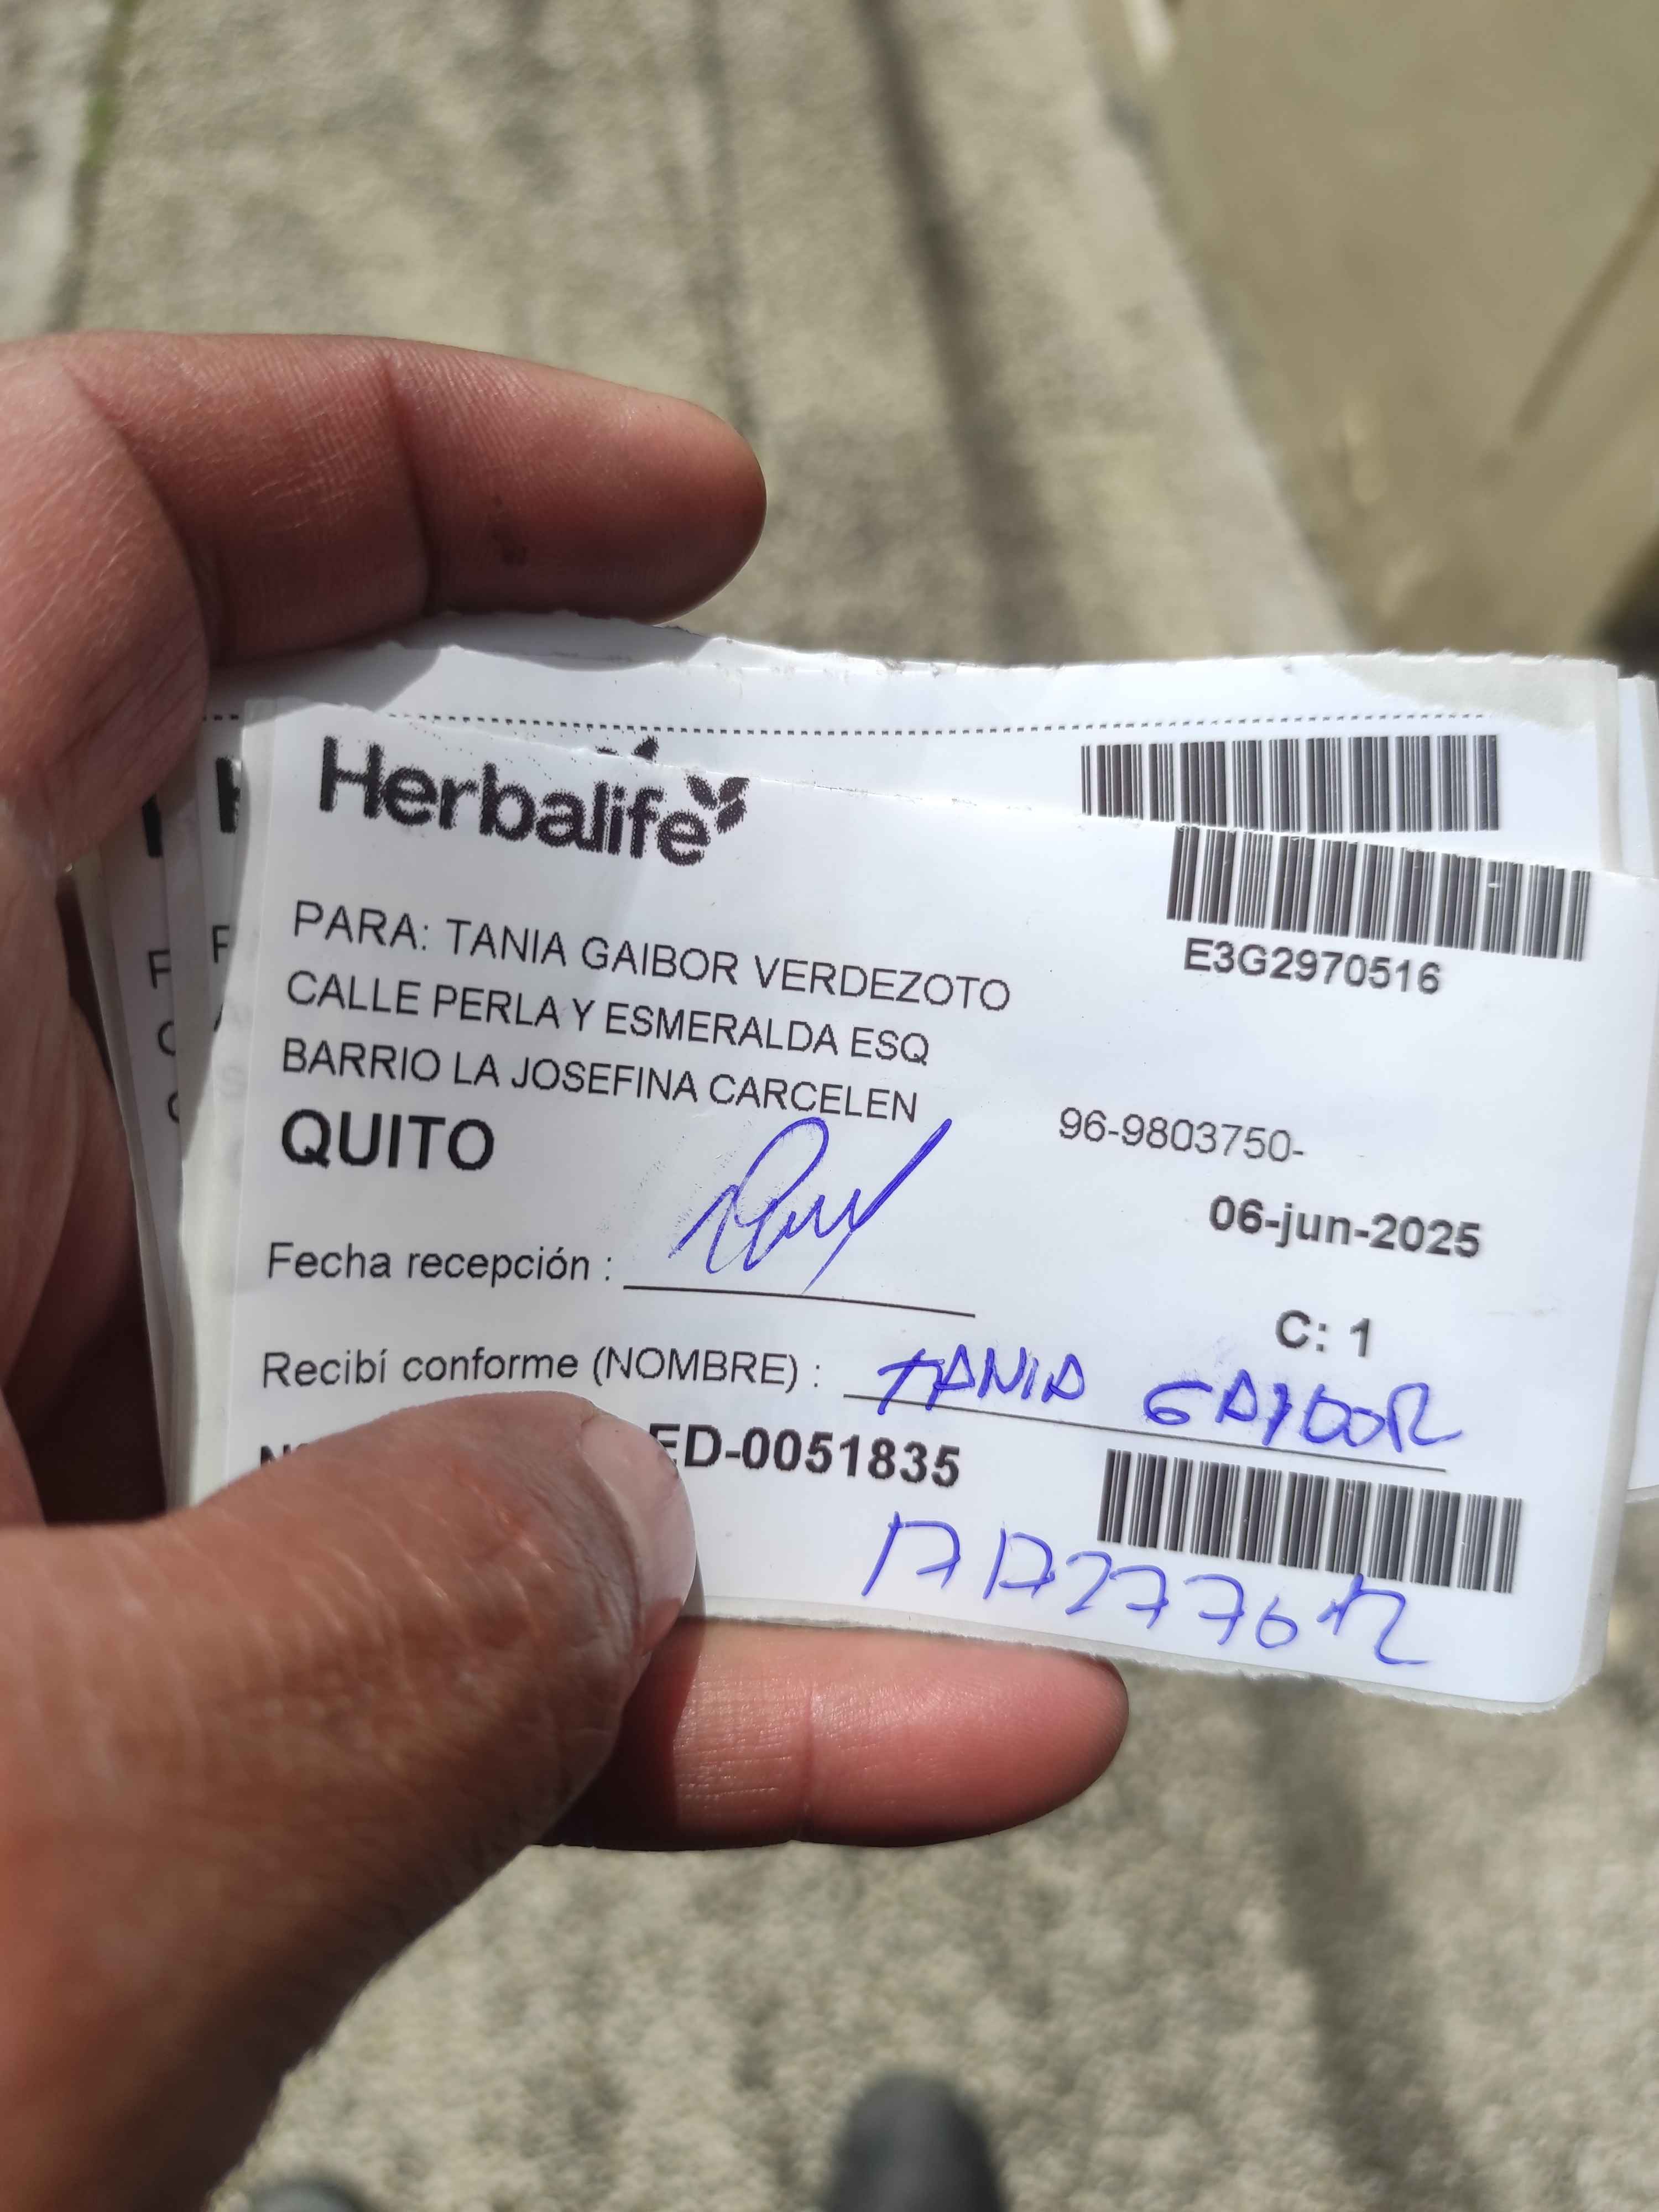 Herbalife
E3G2970516
PARA: TANIA GAIBOR VERDEZOTO
CALLE PERLA Y ESMERALDA ESQ
BARRIO LA JOSEFINA CARCELEN
96-9803750-
QUITO
06-jun-2025
Fecha recepción :
C: 1
Recibí conforme (NOMBRE) : TANIA GAYBOR
ED-0051835